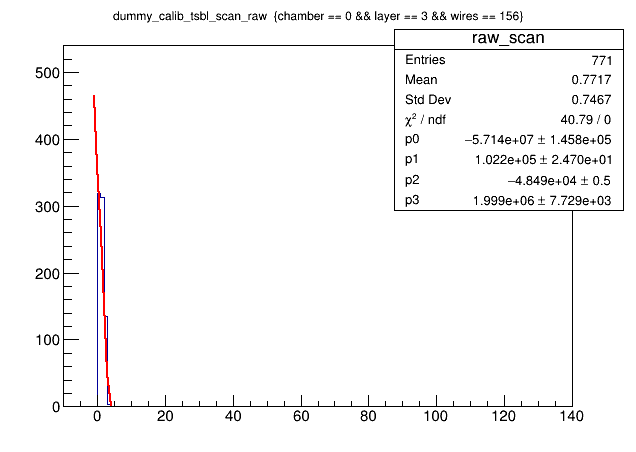 dummy_calib_tsbl_scan_raw {chamber == 0 && layer == 3 && wires == 156}
raw_scan
Entries 771
Mean 0.7717
Std Dev 0.7467
χ² / ndf 40.79 / 0
p0 −5.714e+07 ± 1.458e+05
p1 1.022e+05 ± 2.470e+01
p2 −4.849e+04 ± 0.5
p3 1.999e+06 ± 7.729e+03
500
400
300
200
100
0
0 20 40 60 80 100 120 140